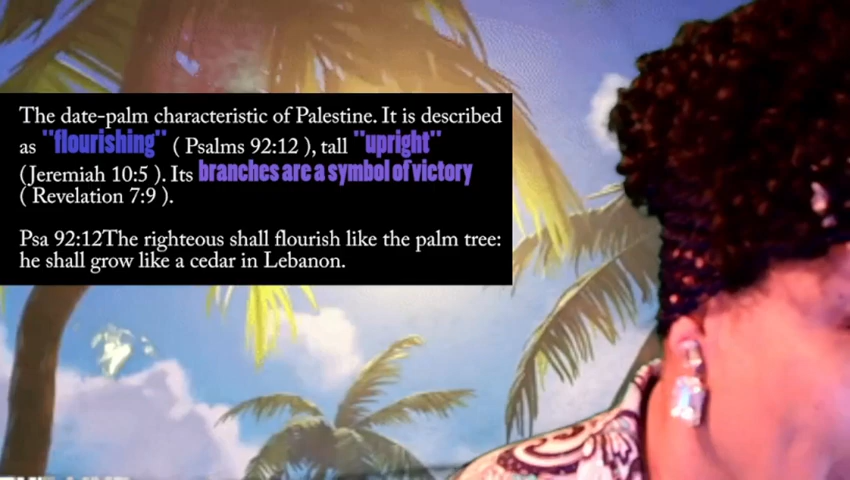 The date-palm characteristic of Palestine. It is described
as "flourishing" ( Psalms 92:12 ), tall "upright"
(Jeremiah 10:5 ). Its branches are a symbol of victory
( Revelation 7:9 ).
Psa 92:12The righteous shall flourish like the palm tree:
he shall grow like a cedar in Lebanon.